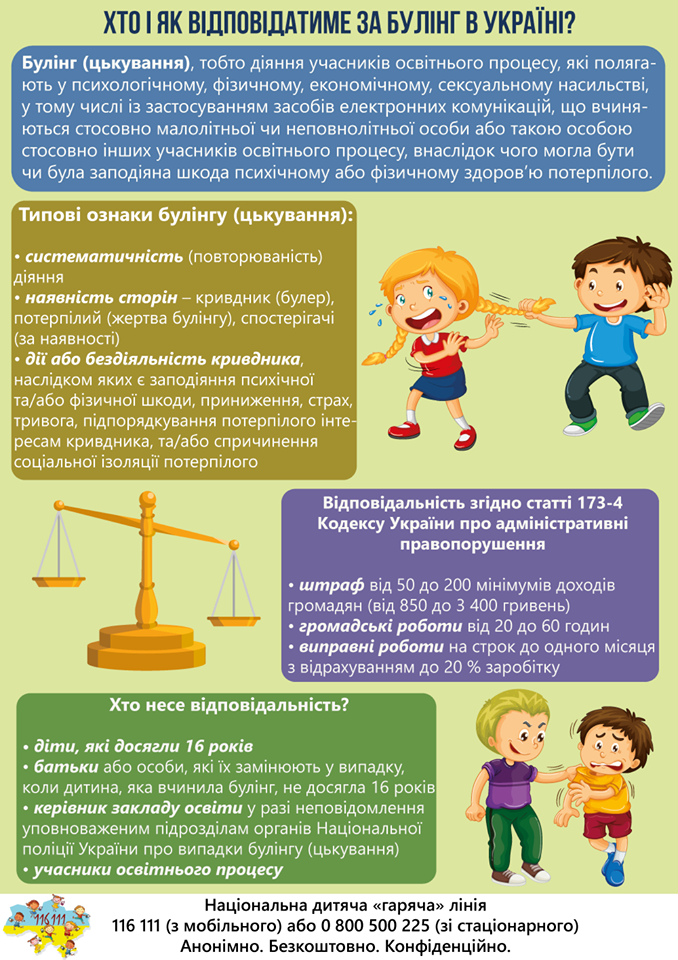 ХТО І ЯК ВІДПОВІДАТИМЕ ЗА БУЛІНГ В УКРАЇНІ?
Булінг (цькування), тобто діяння учасників освітнього процесу, які поляга-
ють у психологічному, фізичному, економічному, сексуальному насильстві,
у тому числі із застосуванням засобів електронних комунікацій, що вчиня-
ються стосовно малолітньої чи неповнолітньої особи або такою особою
стосовно інших учасників освітнього процесу, внаслідок чого могла бути
чи була заподіяна шкода психічному або фізичному здоров’ю потерпілого.
Типові ознаки булінгу (цькування):
• систематичність (повторюваність)
діяння
• наявність сторін – кривдник (булер),
потерпілий (жертва булінгу), спостерігачі
(за наявності)
• дії або бездіяльність кривдника,
наслідком яких є заподіяння психічної
та/або фізичної шкоди, приниження, страх,
тривога, підпорядкування потерпілого інте-
ресам кривдника, та/або спричинення
соціальної ізоляції потерпілого
Відповідальність згідно статті 173-4
Кодексу України про адміністративні
правопорушення
• штраф від 50 до 200 мінімумів доходів
громадян (від 850 до 3 400 гривень)
• громадські роботи від 20 до 60 годин
• виправні роботи на строк до одного місяця
з відрахуванням до 20 % заробітку
Хто несе відповідальність?
• діти, які досягли 16 років
• батьки або особи, які їх замінюють у випадку,
коли дитина, яка вчинила булінг, не досягла 16 років
• керівник закладу освіти у разі неповідомлення
уповноваженим підрозділам органів Національної
поліції України про випадки булінгу (цькування)
• учасники освітнього процесу
116 111
Національна дитяча «гаряча» лінія
116 111 (з мобільного) або 0 800 500 225 (зі стаціонарного)
Анонімно. Безкоштовно. Конфіденційно.